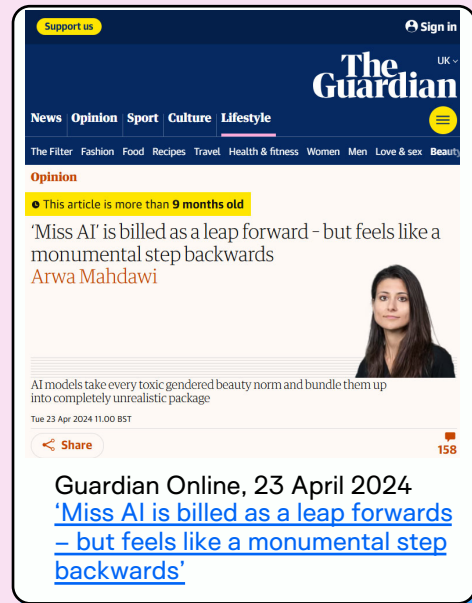 Support us
Sign in
The
Guardian
UK
News Opinion Sport Culture Lifestyle
The Filter Fashion Food Recipes Travel Health & fitness Women Men Love & sex Beauty
Opinion
This article is more than 9 months old
‘Miss AI’ is billed as a leap forward – but feels like a
monumental step backwards
Arwa Mahdawi
AI models take every toxic gendered beauty norm and bundle them up
into completely unrealistic package
Tue 23 Apr 2024 11.00 BST
Share
158
Guardian Online, 23 April 2024
‘Miss AI is billed as a leap forwards
– but feels like a monumental step
backwards’